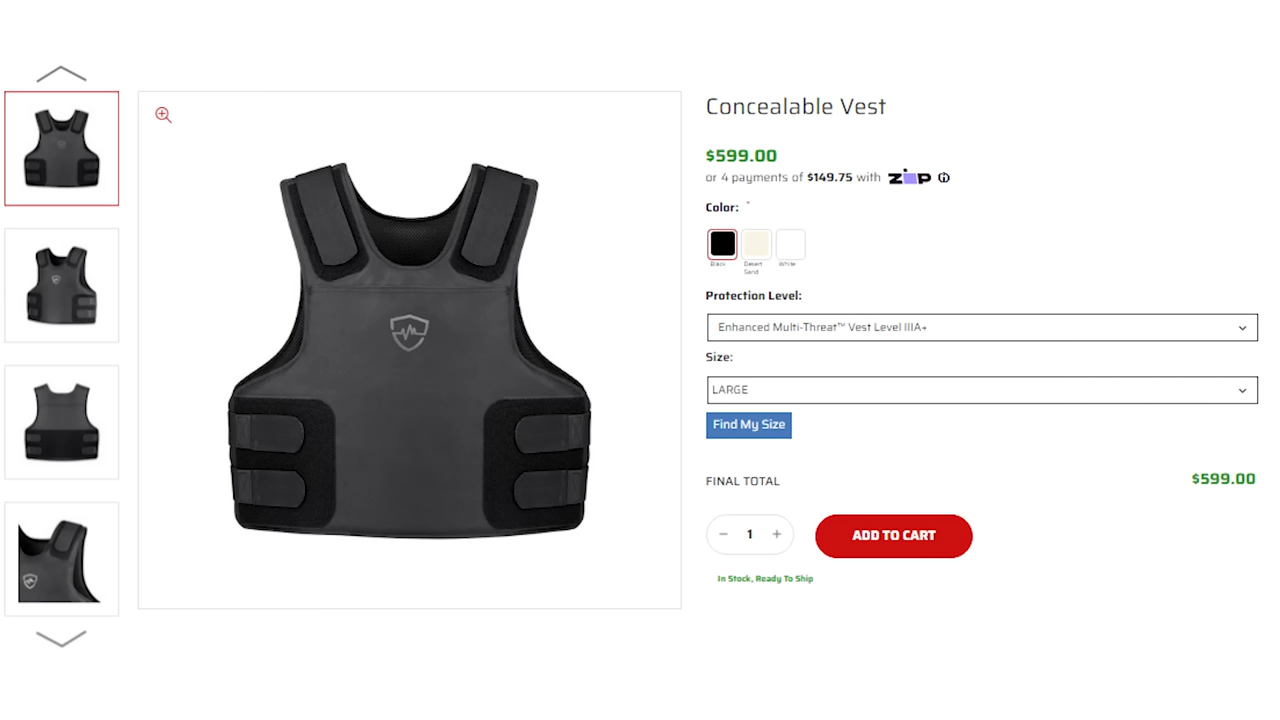 Concealable Vest
$599.00
or 4 payments of $149.75 with zip
Color: *
Black
Desert
Sand
White
Protection Level:
Enhanced Multi-Threat™ Vest Level IIIA+
Size:
LARGE
Find My Size
FINAL TOTAL $599.00
− 1 + ADD TO CART
In Stock, Ready To Ship